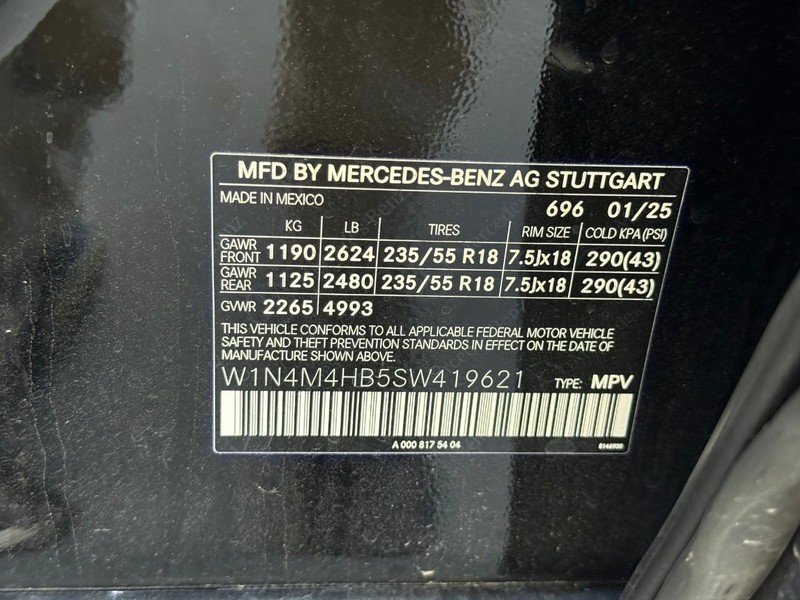 MFD BY MERCEDES-BENZ AG STUTTGART
MADE IN MEXICO 696 01/25
KG LB TIRES RIM SIZE COLD KPA(PSI)
GAWR FRONT 1190 2624 235/55 R18 7.5Jx18 290(43)
GAWR REAR 1125 2480 235/55 R18 7.5Jx18 290(43)
GVWR 2265 4993
THIS VEHICLE CONFORMS TO ALL APPLICABLE FEDERAL MOTOR VEHICLE
SAFETY AND THEFT PREVENTION STANDARDS IN EFFECT ON THE DATE OF
MANUFACTURE SHOWN ABOVE.
W1N4M4HB5SW419621 TYPE: MPV
A 000 817 54 04